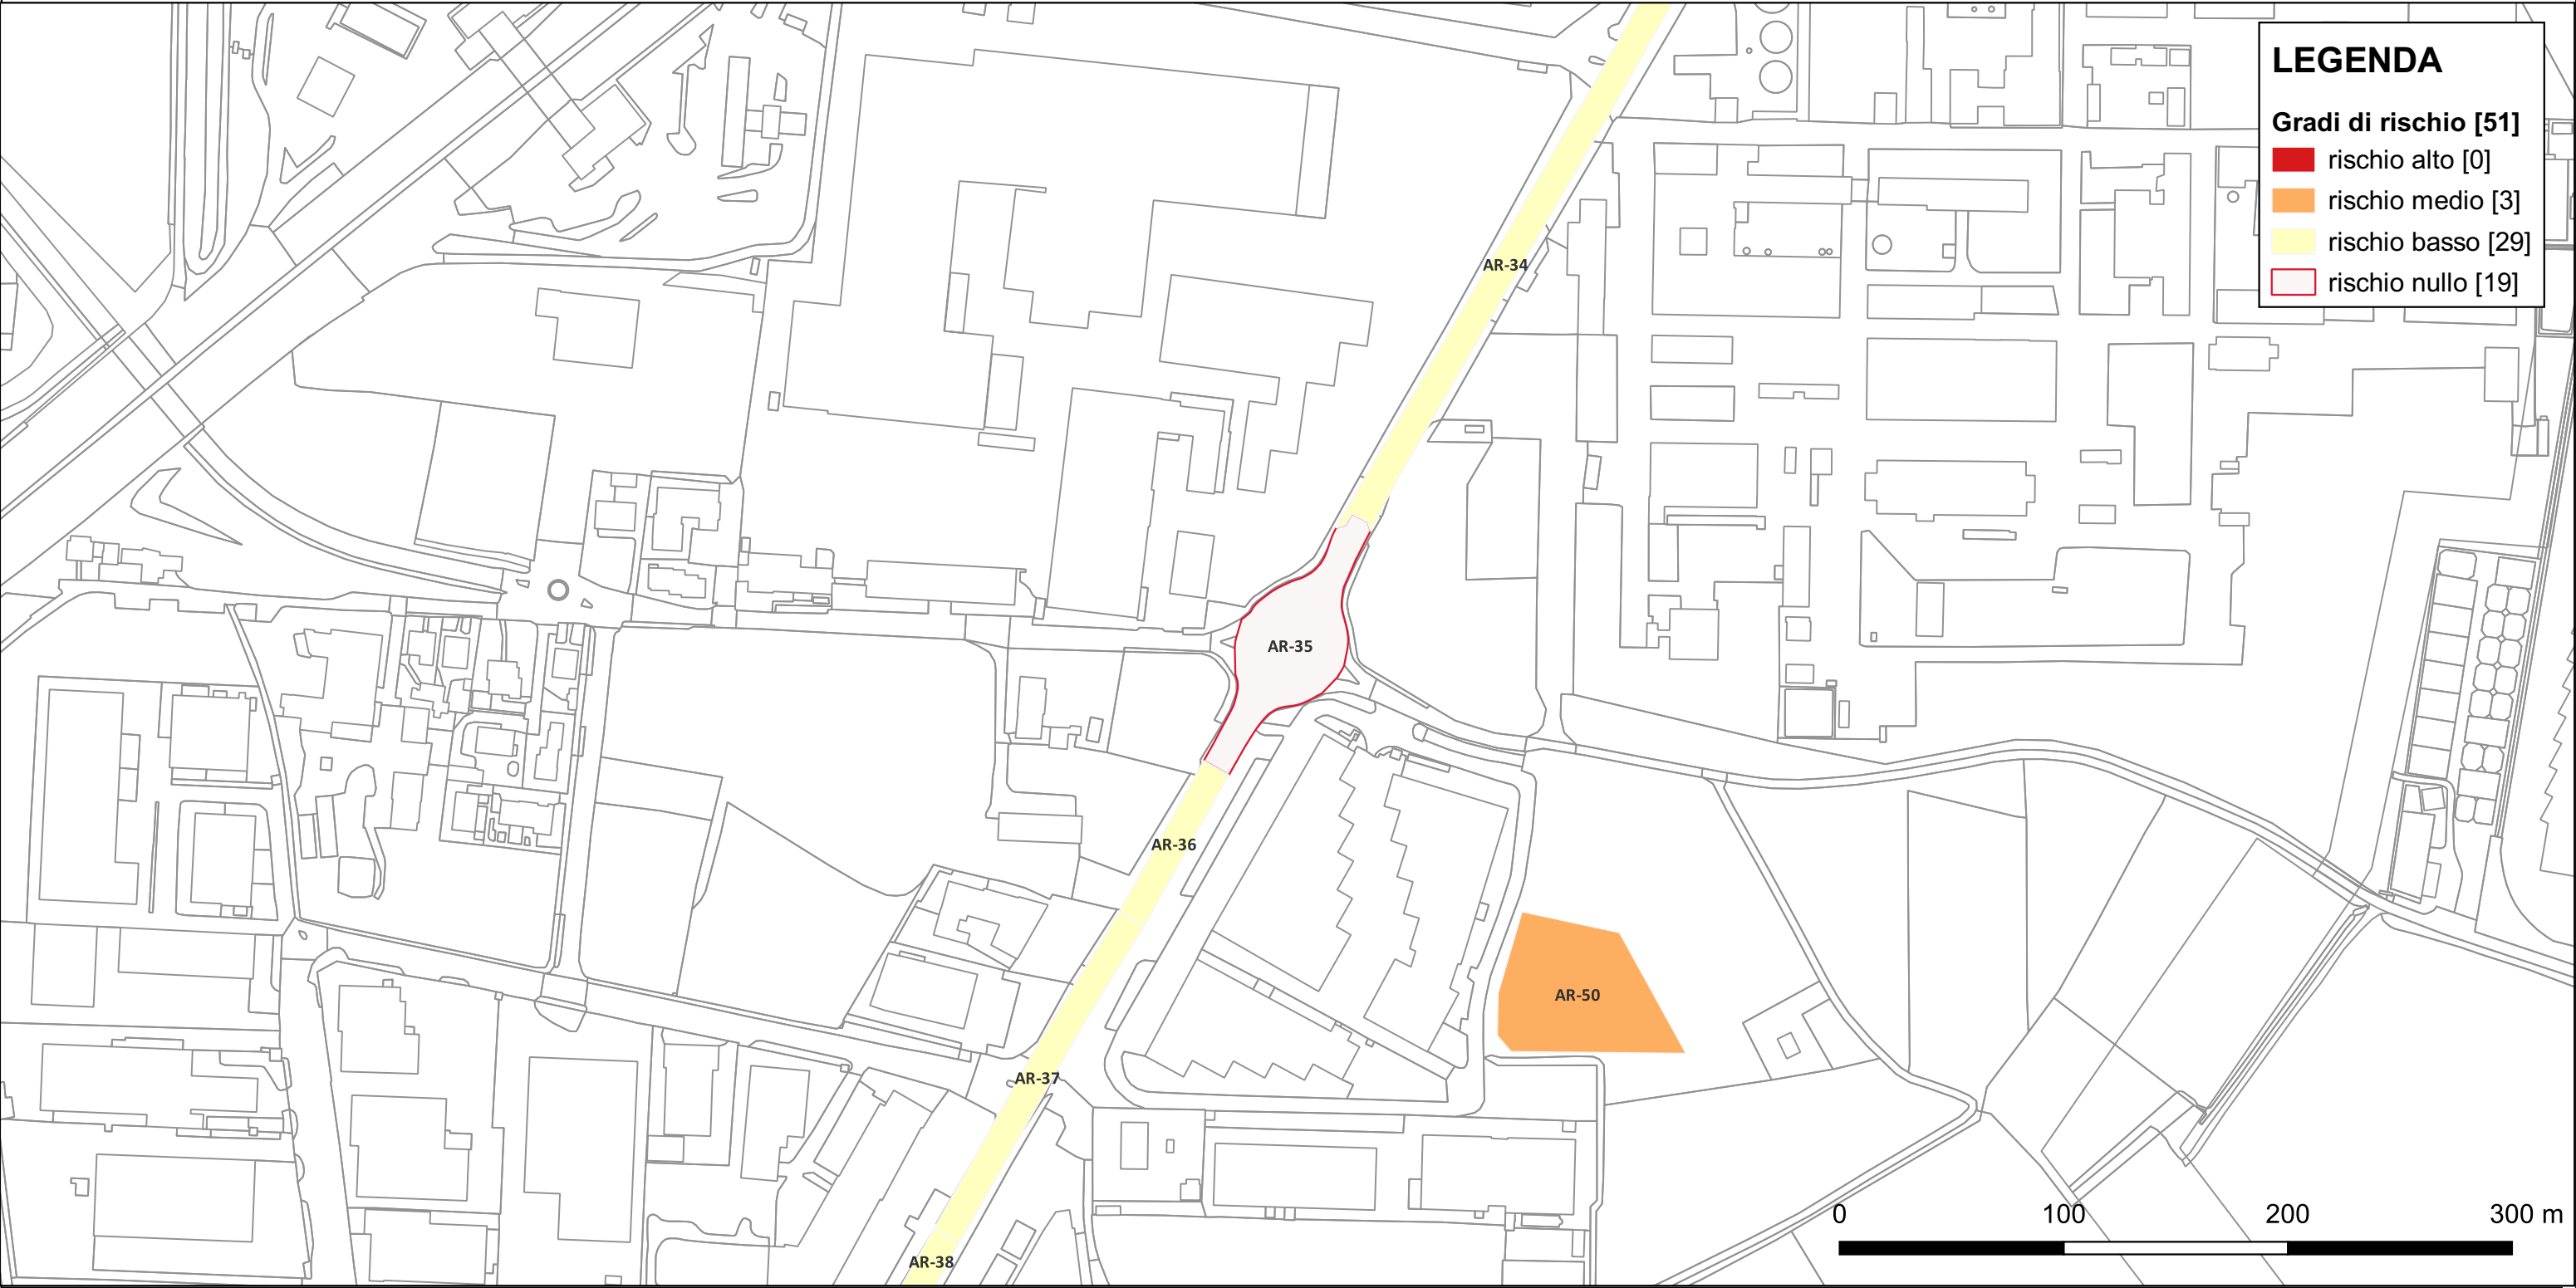 LEGENDA
Gradi di rischio [51]
rischio alto [0]
rischio medio [3]
rischio basso [29]
rischio nullo [19]
AR-34
AR-35
AR-36
AR-50
AR-37
AR-38
0 100 200 300 m